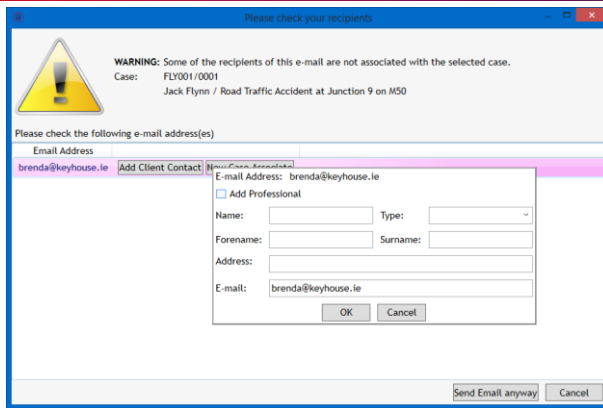 Please check your recipients
WARNING: Some of the recipients of this e-mail are not associated with the selected case.
Case: FLY001/0001
Jack Flynn / Road Traffic Accident at Junction 9 on M50
Please check the following e-mail address(es)
Email Address
brenda@keyhouse.ie Add Client Contact New Case Associate
E-mail Address: brenda@keyhouse.ie
Add Professional
Name: Type:
Forename: Surname:
Address:
E-mail: brenda@keyhouse.ie
OK Cancel
Send Email anyway Cancel